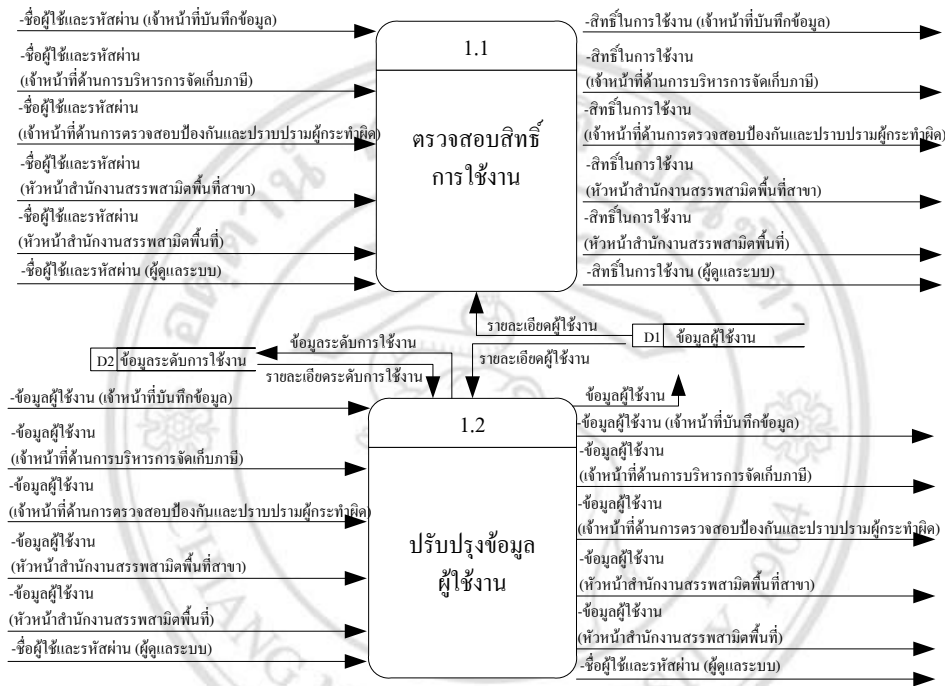 -ชื่อผู้ใช้และรหัสผ่าน (เจ้าหน้าที่บันทึกข้อมูล)
-ชื่อผู้ใช้และรหัสผ่าน
(เจ้าหน้าที่ด้านการบริหารการจัดเก็บภาษี)
-ชื่อผู้ใช้และรหัสผ่าน
(เจ้าหน้าที่ด้านการตรวจสอบป้องกันและปราบปรามผู้กระทำผิด)
-ชื่อผู้ใช้และรหัสผ่าน
(หัวหน้าสำนักงานสรรพสามิตพื้นที่สาขา)
-ชื่อผู้ใช้และรหัสผ่าน
(หัวหน้าสำนักงานสรรพสามิตพื้นที่)
-ชื่อผู้ใช้และรหัสผ่าน (ผู้ดูแลระบบ)
1.1
ตรวจสอบสิทธิ์
การใช้งาน
-สิทธิ์ในการใช้งาน (เจ้าหน้าที่บันทึกข้อมูล)
-สิทธิ์ในการใช้งาน
(เจ้าหน้าที่ด้านการบริหารการจัดเก็บภาษี)
-สิทธิ์ในการใช้งาน
(เจ้าหน้าที่ด้านการตรวจสอบป้องกันและปราบปรามผู้กระทำผิด)
-สิทธิ์ในการใช้งาน
(หัวหน้าสำนักงานสรรพสามิตพื้นที่สาขา)
-สิทธิ์ในการใช้งาน
(หัวหน้าสำนักงานสรรพสามิตพื้นที่)
-สิทธิ์ในการใช้งาน (ผู้ดูแลระบบ)
รายละเอียดผู้ใช้งาน
D1 ข้อมูลผู้ใช้งาน
ข้อมูลระดับการใช้งาน
รายละเอียดผู้ใช้งาน
D2 ข้อมูลระดับการใช้งาน
รายละเอียดระดับการใช้งาน
-ข้อมูลผู้ใช้งาน (เจ้าหน้าที่บันทึกข้อมูล)
-ข้อมูลผู้ใช้งาน
(เจ้าหน้าที่ด้านการบริหารการจัดเก็บภาษี)
-ข้อมูลผู้ใช้งาน
(เจ้าหน้าที่ด้านการตรวจสอบป้องกันและปราบปรามผู้กระทำผิด)
-ข้อมูลผู้ใช้งาน
(หัวหน้าสำนักงานสรรพสามิตพื้นที่สาขา)
-ข้อมูลผู้ใช้งาน
(หัวหน้าสำนักงานสรรพสามิตพื้นที่)
-ชื่อผู้ใช้และรหัสผ่าน (ผู้ดูแลระบบ)
1.2
ปรับปรุงข้อมูล
ผู้ใช้งาน
ข้อมูลผู้ใช้งาน
-ข้อมูลผู้ใช้งาน (เจ้าหน้าที่บันทึกข้อมูล)
-ข้อมูลผู้ใช้งาน
(เจ้าหน้าที่ด้านการบริหารการจัดเก็บภาษี)
-ข้อมูลผู้ใช้งาน
(เจ้าหน้าที่ด้านการตรวจสอบป้องกันและปราบปรามผู้กระทำผิด)
-ข้อมูลผู้ใช้งาน
(หัวหน้าสำนักงานสรรพสามิตพื้นที่สาขา)
-ข้อมูลผู้ใช้งาน
(หัวหน้าสำนักงานสรรพสามิตพื้นที่)
-ชื่อผู้ใช้และรหัสผ่าน (ผู้ดูแลระบบ)